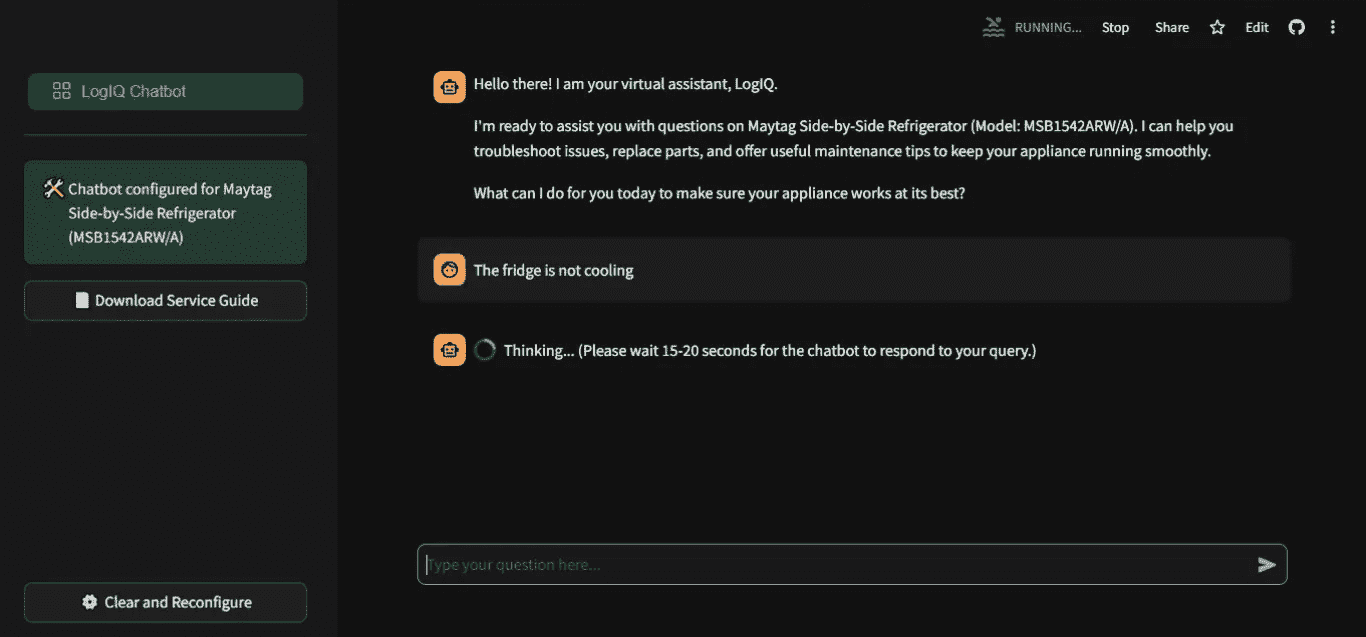 RUNNING... Stop Share Edit
LogIQ Chatbot
Chatbot configured for Maytag
Side-by-Side Refrigerator
(MSB1542ARW/A)
Download Service Guide
Clear and Reconfigure
Hello there! I am your virtual assistant, LogIQ.
I'm ready to assist you with questions on Maytag Side-by-Side Refrigerator (Model: MSB1542ARW/A). I can help you
troubleshoot issues, replace parts, and offer useful maintenance tips to keep your appliance running smoothly.
What can I do for you today to make sure your appliance works at its best?
The fridge is not cooling
Thinking... (Please wait 15-20 seconds for the chatbot to respond to your query.)
Type your question here...